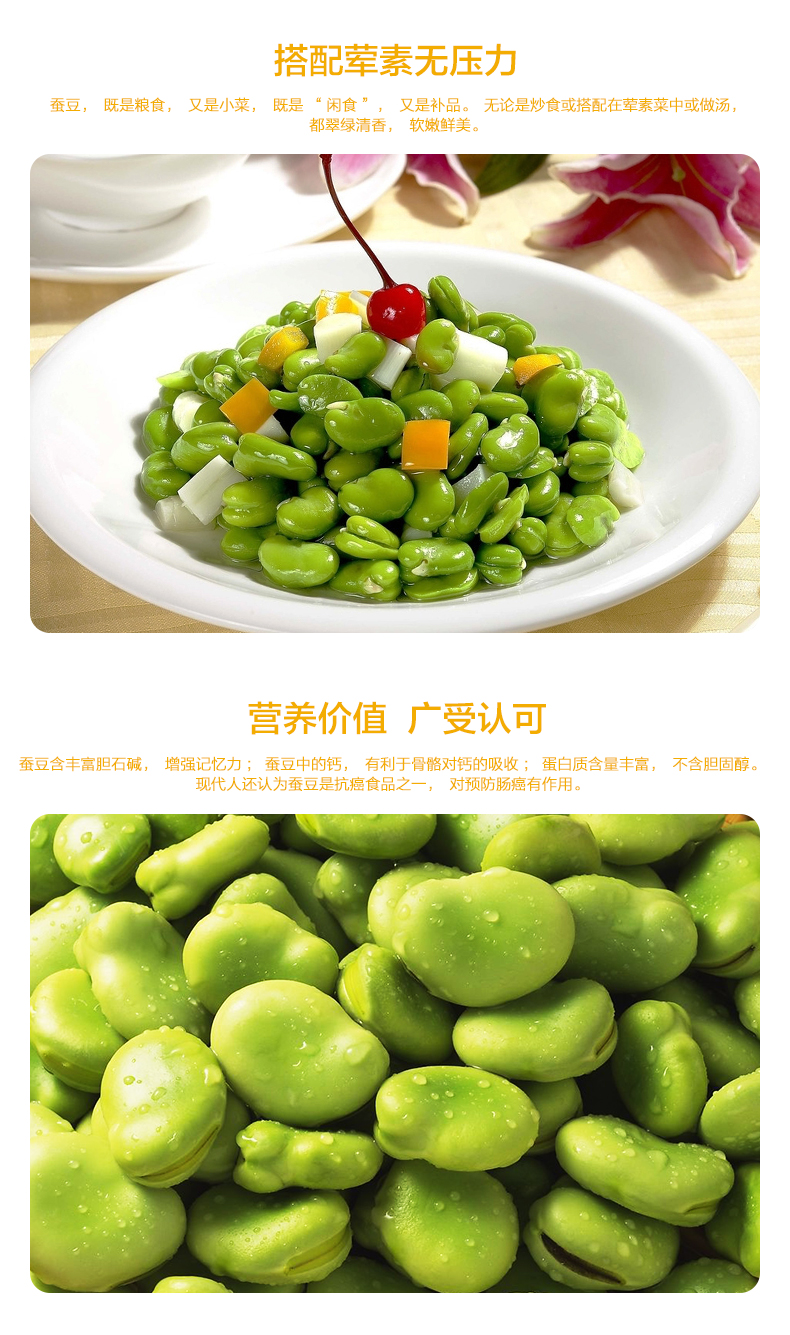 搭配荤素无压力
蚕豆， 既是粮食， 又是小菜， 既是 “ 闲食 ” ， 又是补品。 无论是炒食或搭配在荤素菜中或做汤，
都翠绿清香， 软嫩鲜美。
营养价值 广受认可
蚕豆含丰富胆石碱， 增强记忆力； 蚕豆中的钙， 有利于骨骼对钙的吸收； 蛋白质含量丰富， 不含胆固醇。
现代人还认为蚕豆是抗癌食品之一， 对预防肠癌有作用。